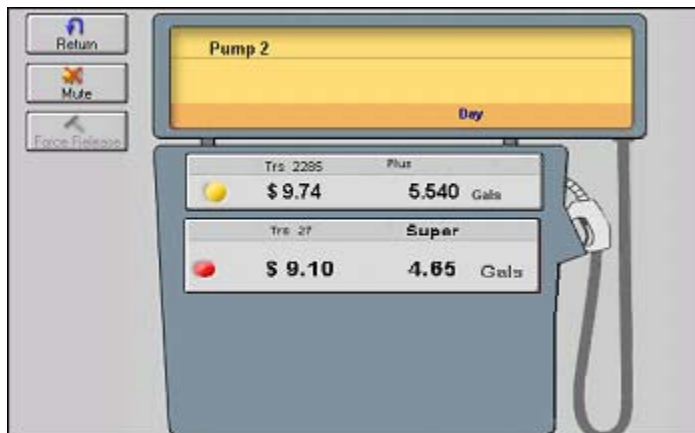 Return
Pump 2
Mute
Day
Force Release
Trs 2285 Plus
$ 9.74 5.540 Gals
Trs 27 Super
$ 9.10 4.65 Gals